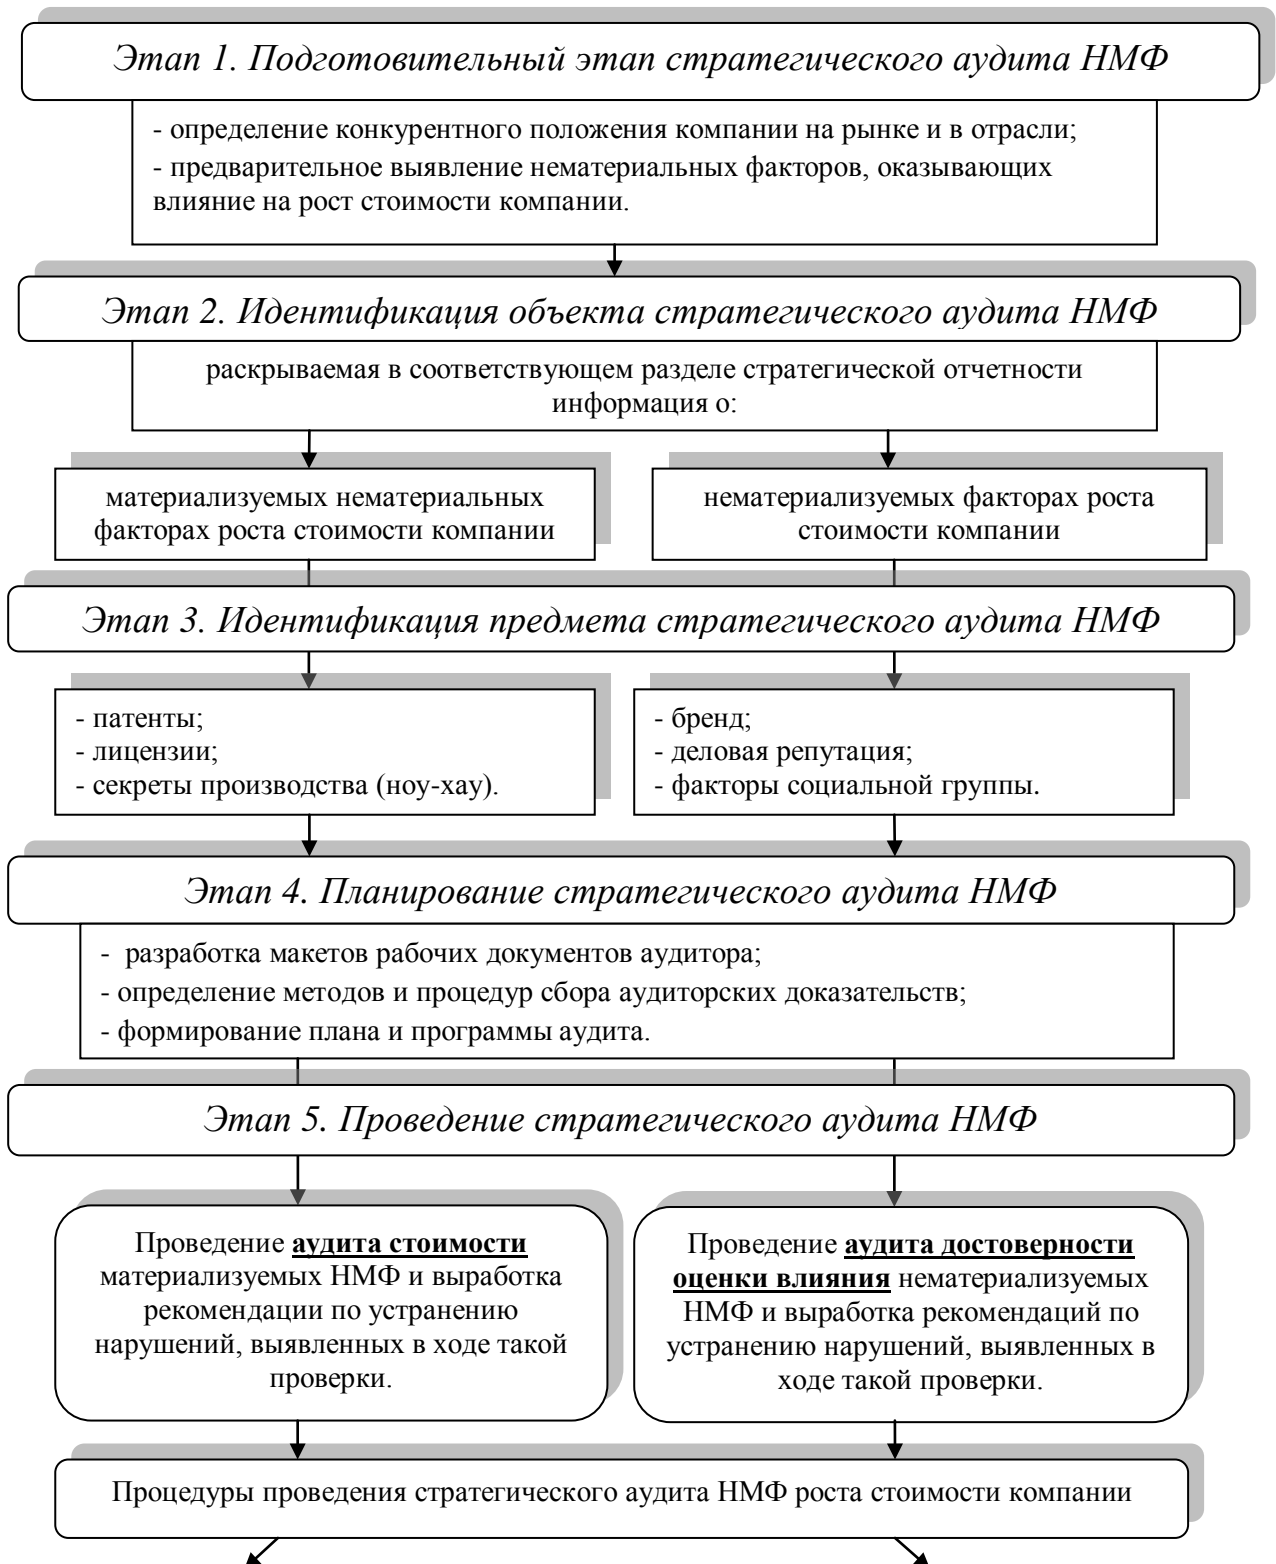 Этап 1. Подготовительный этап стратегического аудита НМФ
- определение конкурентного положения компании на рынке и в отрасли;
- предварительное выявление нематериальных факторов, оказывающих
влияние на рост стоимости компании.
Этап 2. Идентификация объекта стратегического аудита НМФ
раскрываемая в соответствующем разделе стратегической отчетности
информация о:
материализуемых нематериальных
факторах роста стоимости компании
нематериализуемых факторах роста
стоимости компании
Этап 3. Идентификация предмета стратегического аудита НМФ
- патенты;
- лицензии;
- секреты производства (ноу-хау).
- бренд;
- деловая репутация;
- факторы социальной группы.
Этап 4. Планирование стратегического аудита НМФ
- разработка макетов рабочих документов аудитора;
- определение методов и процедур сбора аудиторских доказательств;
- формирование плана и программы аудита.
Этап 5. Проведение стратегического аудита НМФ
Проведение аудита стоимости
материализуемых НМФ и выработка
рекомендации по устранению
нарушений, выявленных в ходе такой
проверки.
Проведение аудита достоверности
оценки влияния нематериализуемых
НМФ и выработка рекомендаций по
устранению нарушений, выявленных в
ходе такой проверки.
Процедуры проведения стратегического аудита НМФ роста стоимости компании